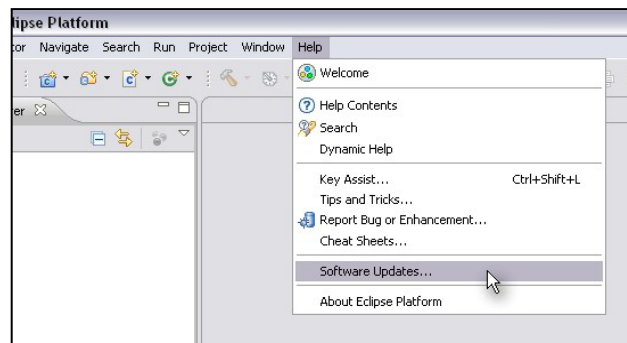 lipse Platform
tor Navigate Search Run Project Window Help
Welcome
er
Help Contents
Search
Dynamic Help
Key Assist... Ctrl+Shift+L
Tips and Tricks...
Report Bug or Enhancement...
Cheat Sheets...
Software Updates...
About Eclipse Platform